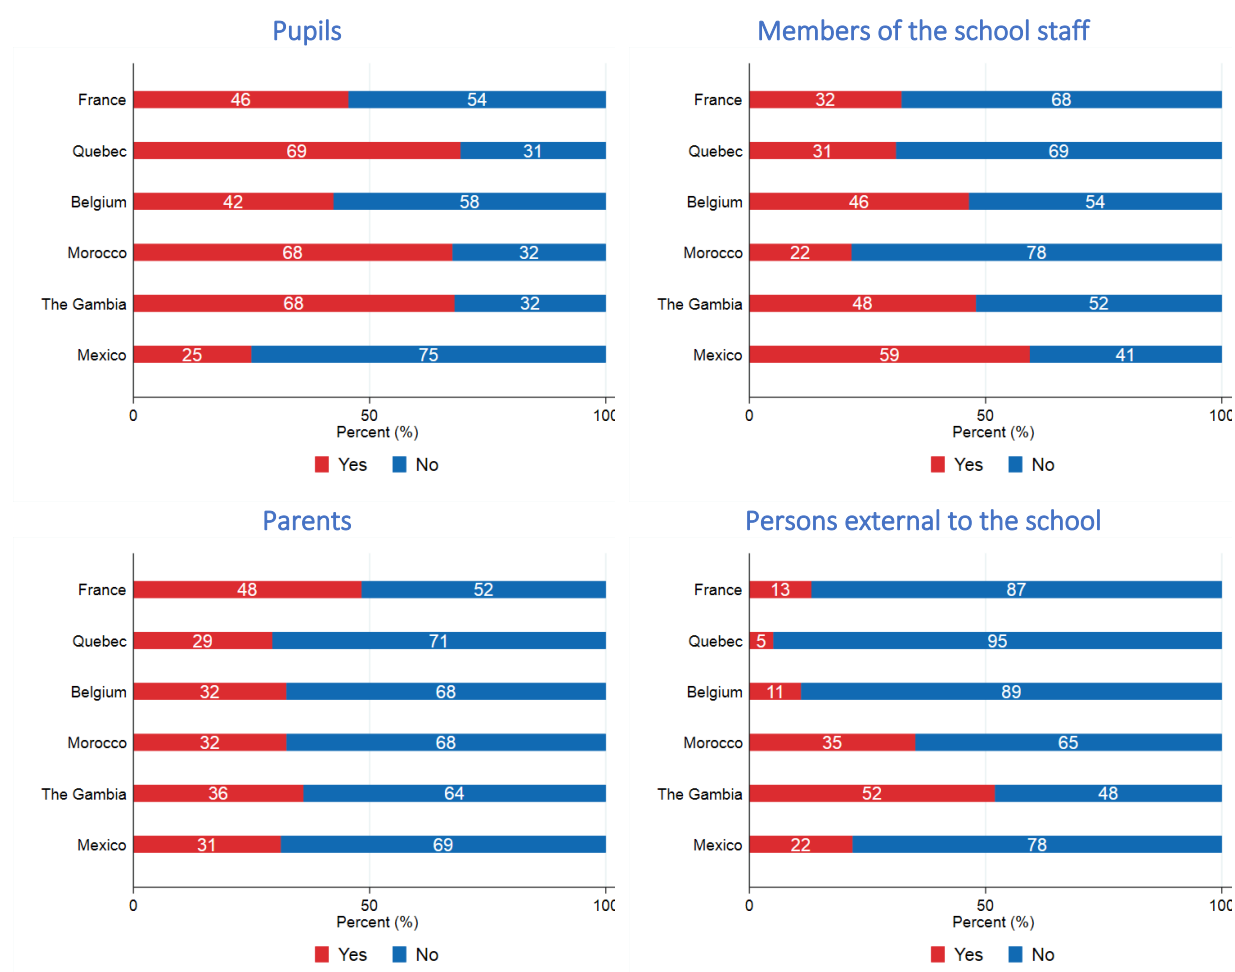 Pupils
France 46 54
Quebec 69 31
Belgium 42 58
Morocco 68 32
The Gambia 68 32
Mexico 25 75
0 50 100
Percent (%)
Yes No
Members of the school staff
France 32 68
Quebec 31 69
Belgium 46 54
Morocco 22 78
The Gambia 48 52
Mexico 59 41
0 50 100
Percent (%)
Yes No
Parents
France 48 52
Quebec 29 71
Belgium 32 68
Morocco 32 68
The Gambia 36 64
Mexico 31 69
0 50 100
Percent (%)
Yes No
Persons external to the school
France 13 87
Quebec 5 95
Belgium 11 89
Morocco 35 65
The Gambia 52 48
Mexico 22 78
0 50 100
Percent (%)
Yes No